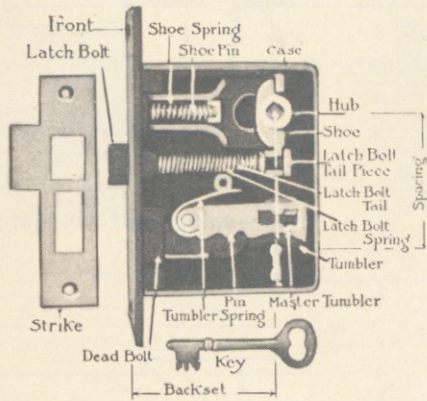 Front
Shoe Spring
Shoe Pin
Case
Latch Bolt
Hub
Shoe
Latch Bolt
Tail Piece
Latch Bolt
Tail
Latch Bolt
Spring
Spacing
Tumbler
Pin
Tumbler Spring
Master Tumbler
Strike
Dead Bolt
Key
Backset